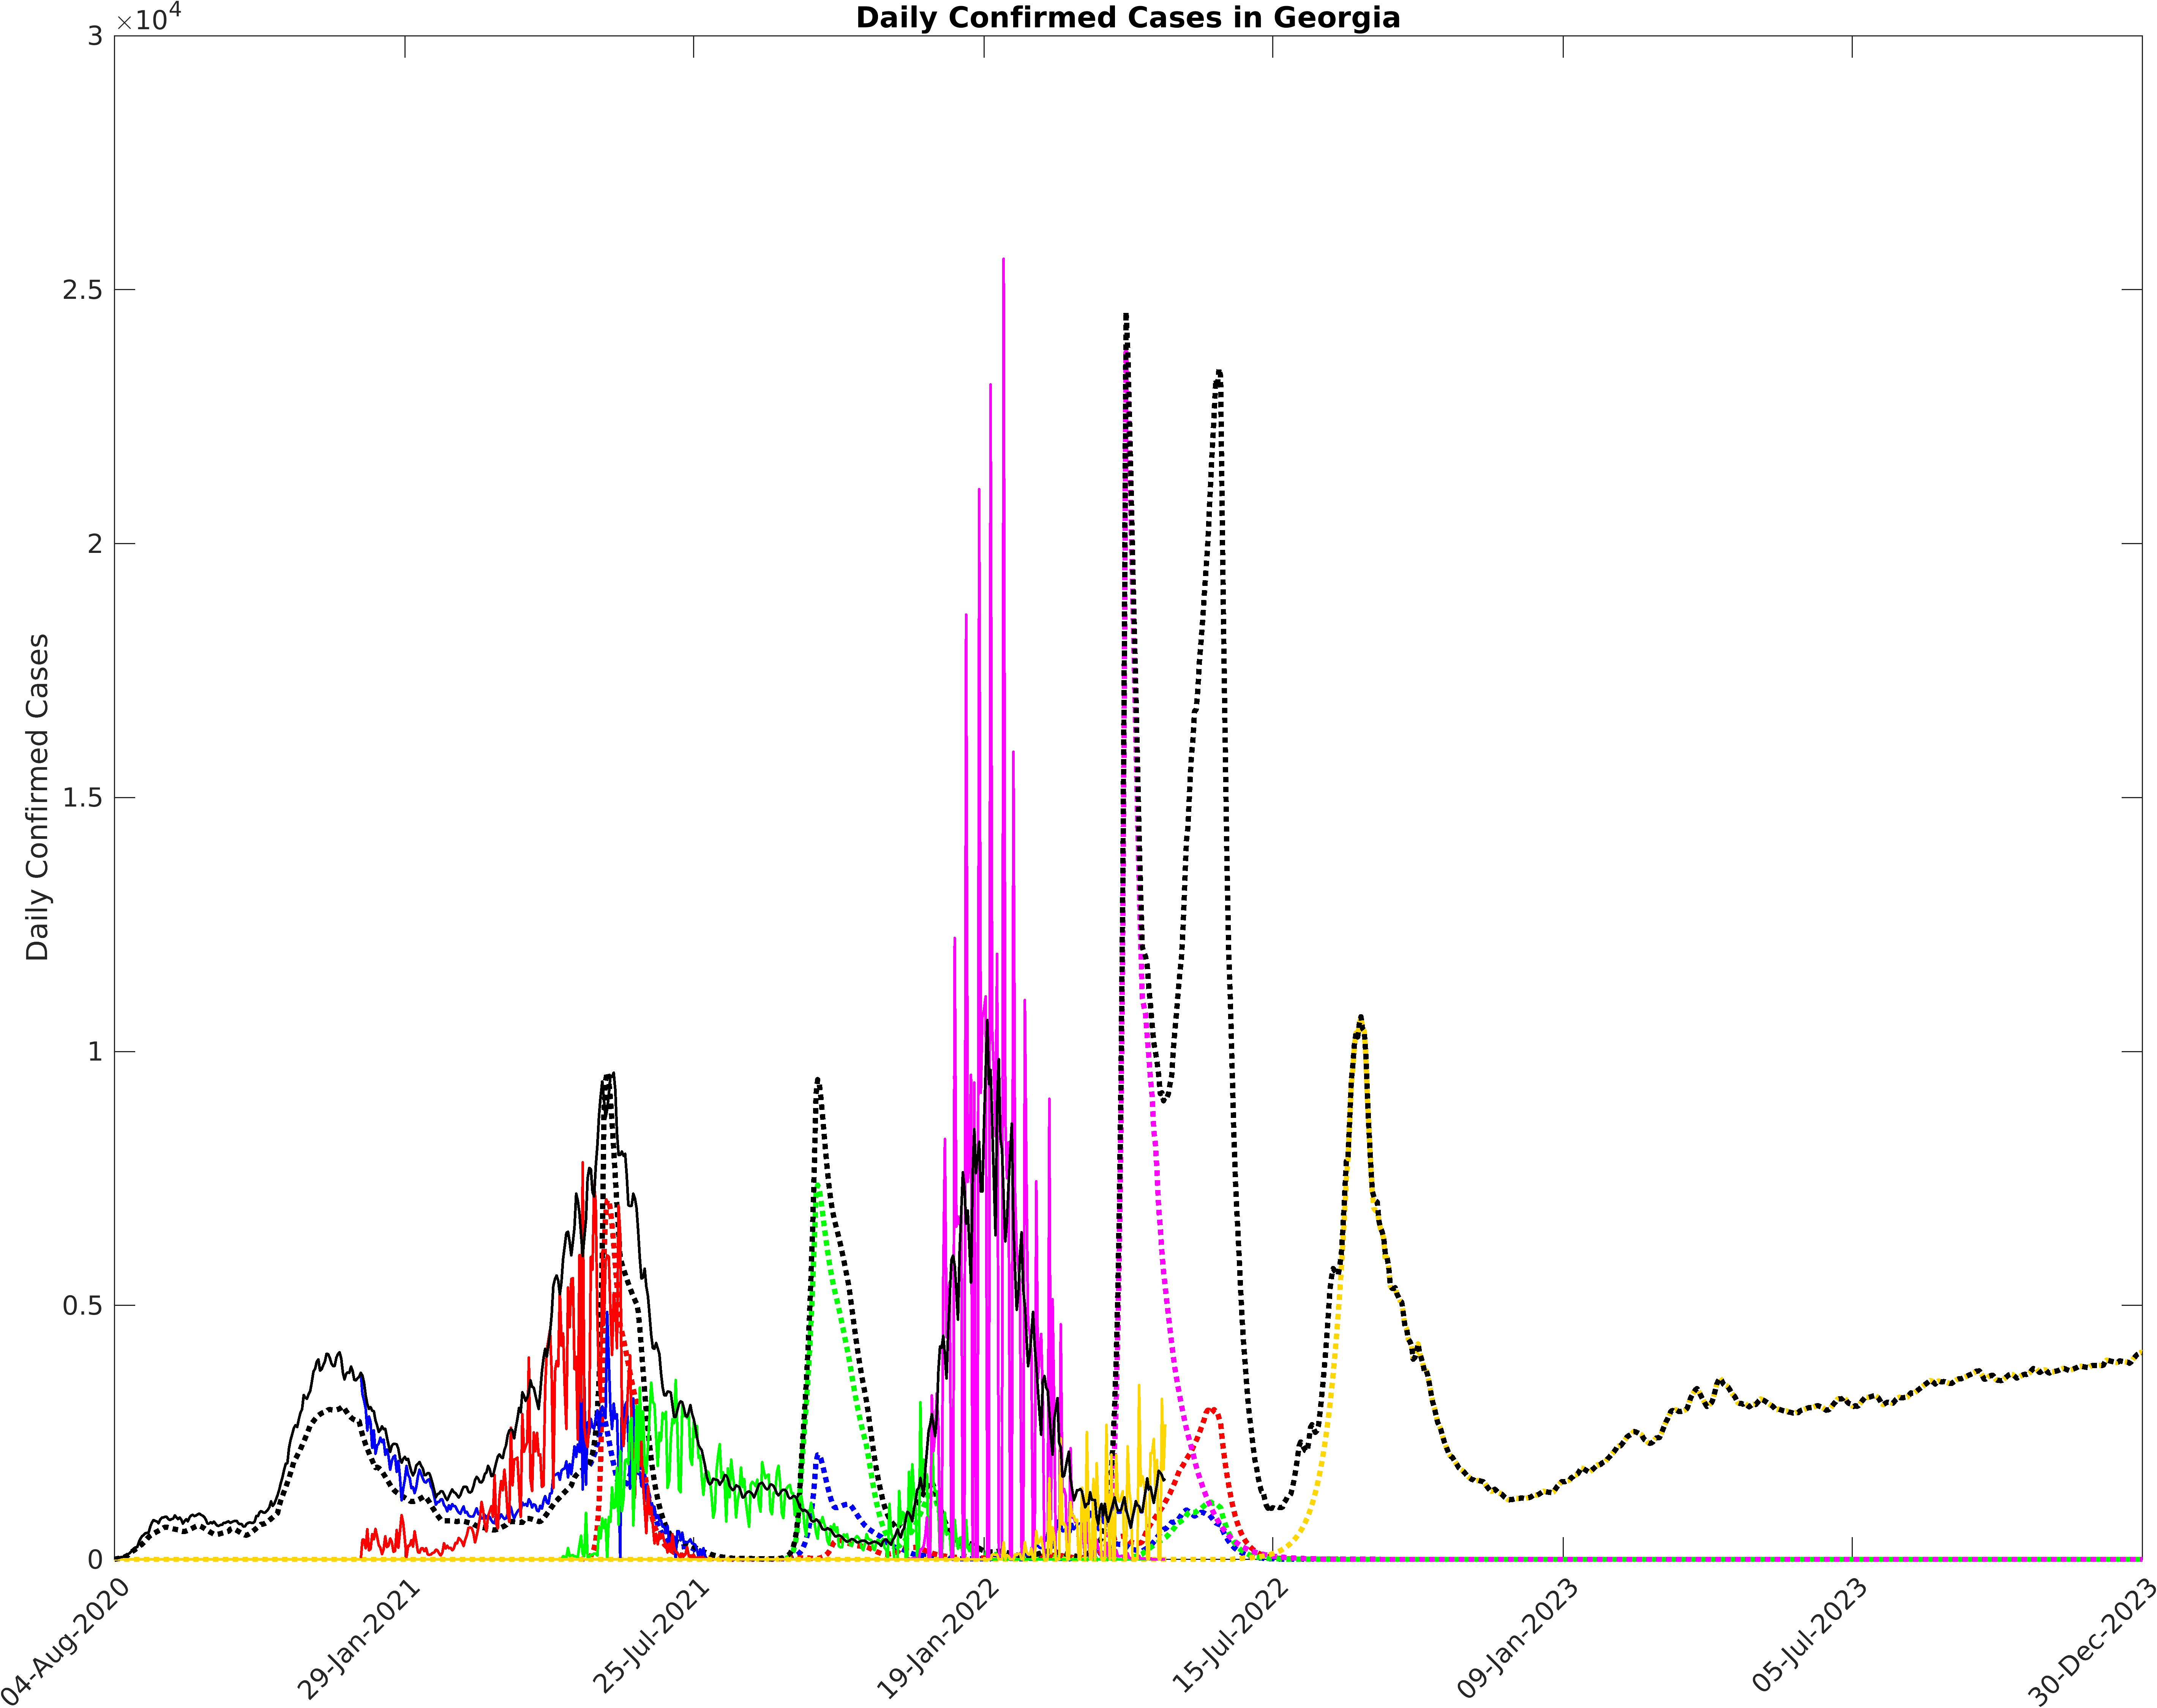 Daily Confirmed Cases in Georgia
×10⁴
3
2.5
2
1.5
1
0.5
0
Daily Confirmed Cases
04-Aug-2020
29-Jan-2021
25-Jul-2021
19-Jan-2022
15-Jul-2022
09-Jan-2023
05-Jul-2023
30-Dec-2023